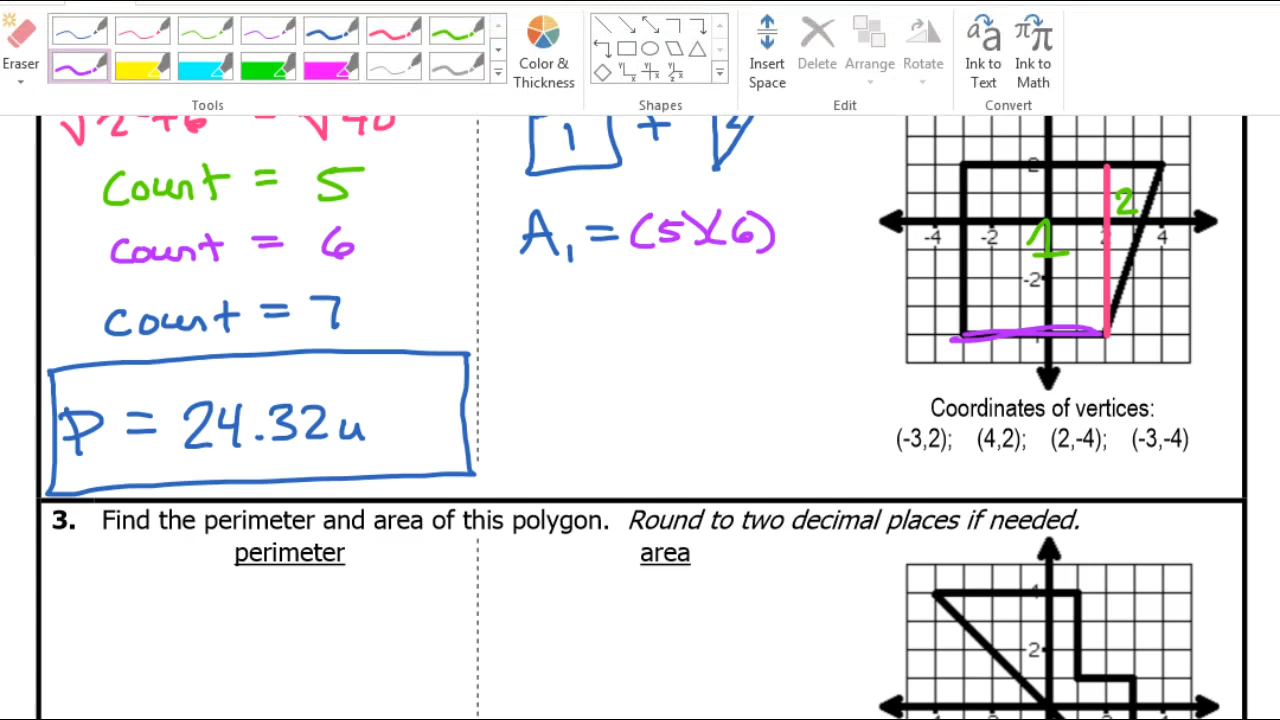 Eraser
Color &
Thickness
Insert
Space
Delete
Arrange
Rotate
Ink to
Text
Ink to
Math
Tools
Shapes
Edit
Convert
count = 5
count = 6
count = 7
P = 24.32u
1 + 2
A₁ = (5)(6)
2
2
1
-4 -2 2 4
-2
Coordinates of vertices:
(-3,2); (4,2); (2,-4); (-3,-4)
3. Find the perimeter and area of this polygon. Round to two decimal places if needed.
perimeter
area
4
2